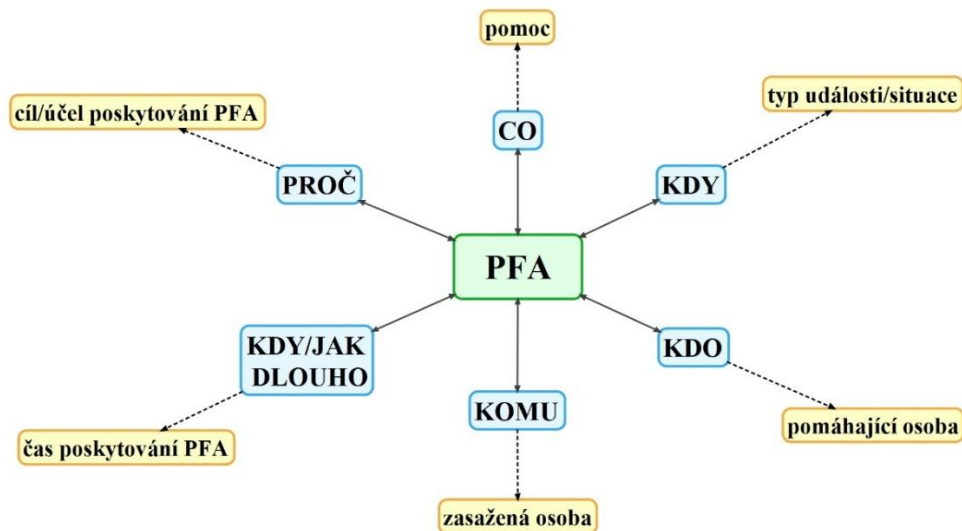 pomoc
cíl/účel poskytování PFA
typ události/situace
CO
PROČ
KDY
PFA
KDY/JAK
DLOUHO
KDO
KOMU
čas poskytování PFA
pomáhající osoba
zasažená osoba